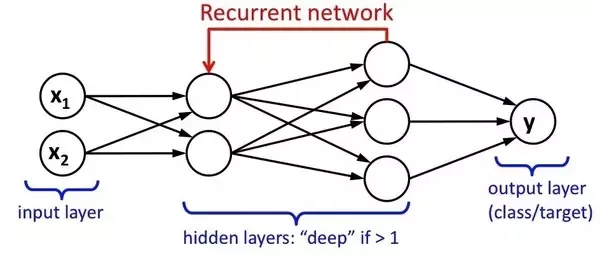 Recurrent network
x1
x2
y
input layer
hidden layers: “deep” if > 1
output layer
(class/target)